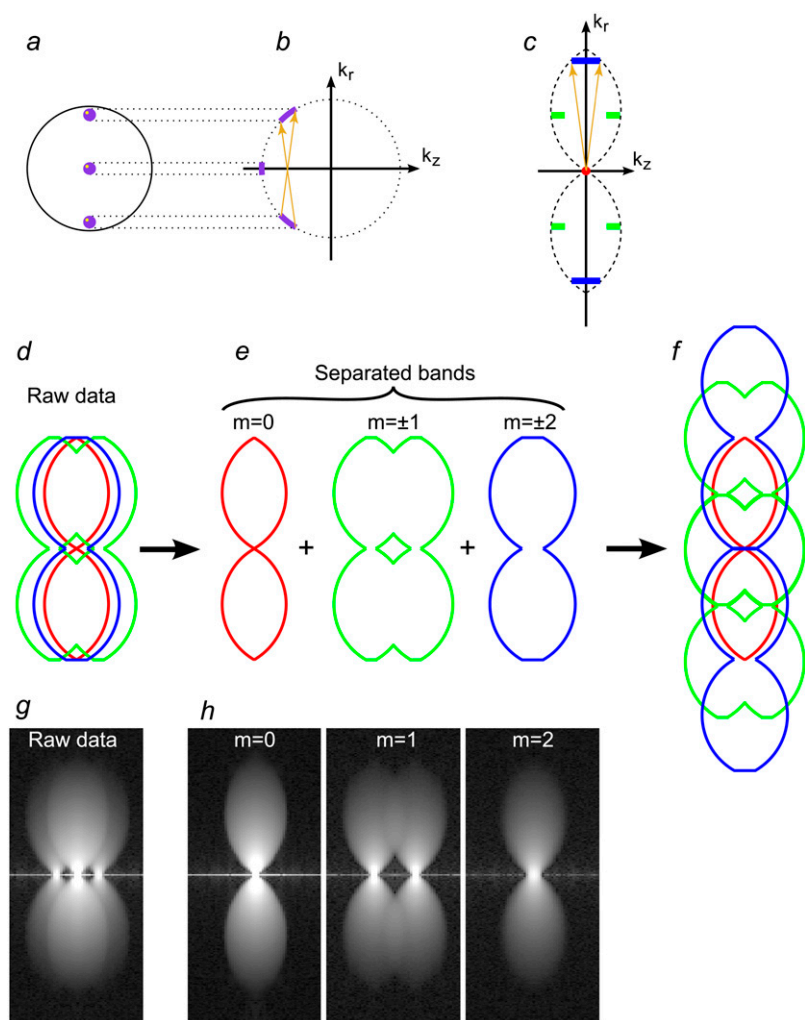 a
b
c
k_r
k_z
k_r
k_z
d
e
f
Raw data
Separated bands
m=0
m=±1
m=±2
+
+
g
h
Raw data
m=0
m=1
m=2